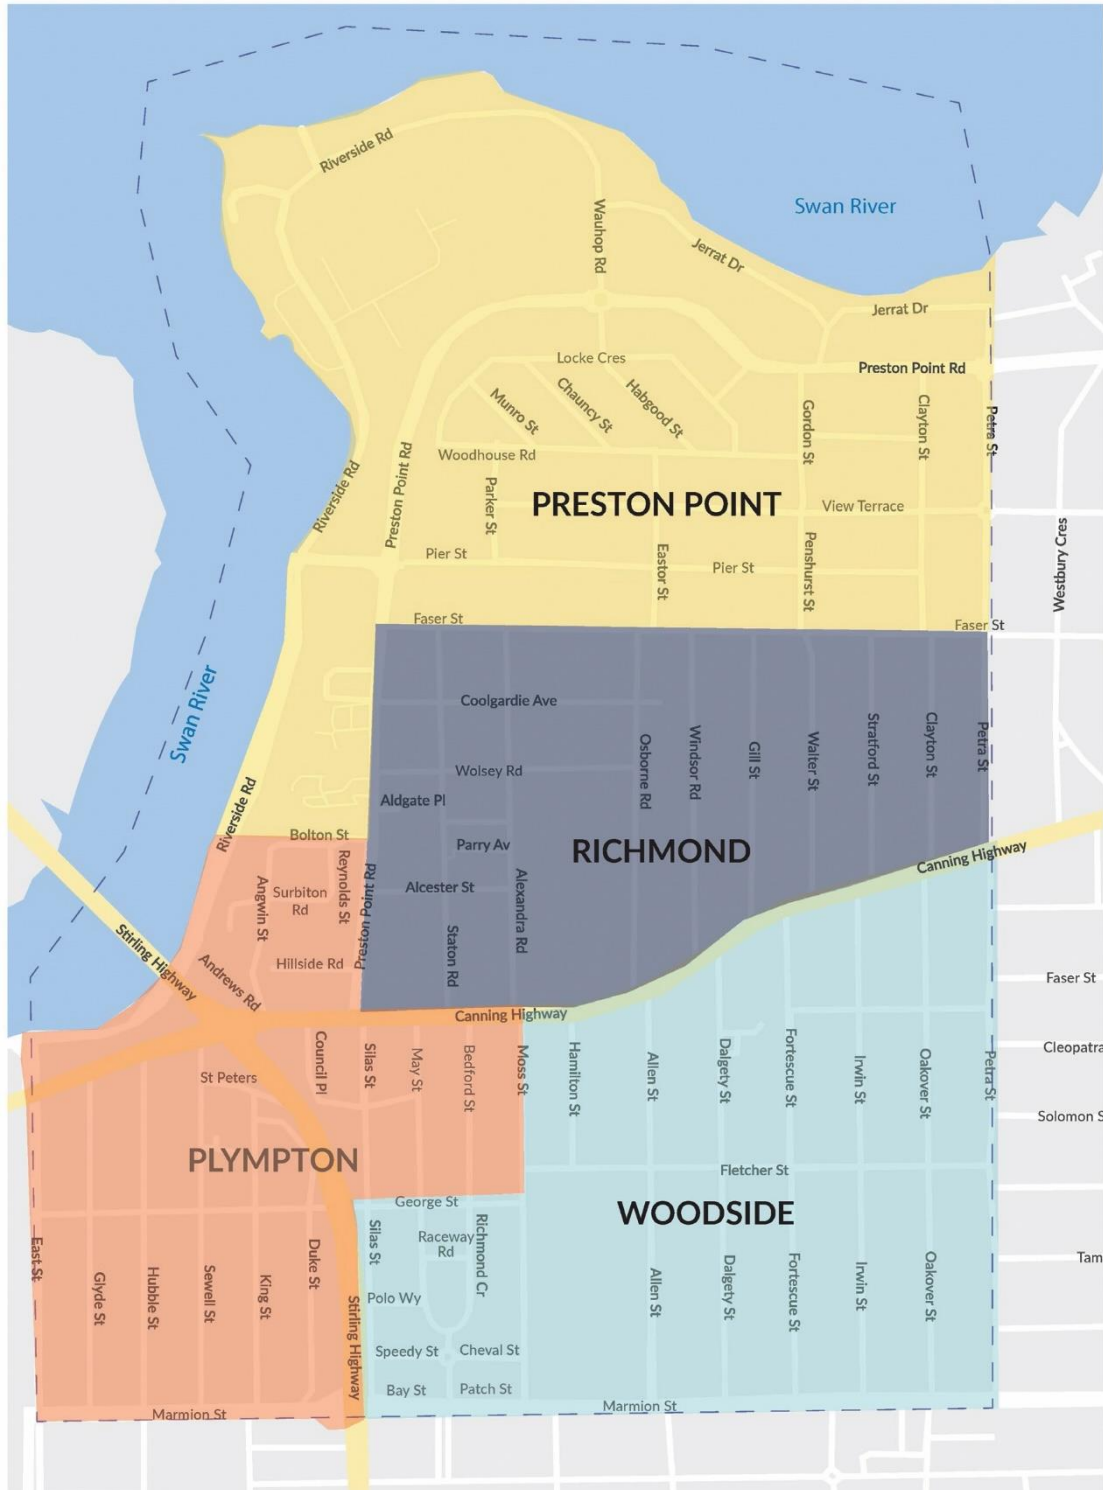 Riverside Rd
Swan River
Wauhop Rd
Jerrat Dr
Jerrat Dr
Locke Cres
Preston Point Rd
Munro St
Chauncy St
Habgood St
Gordon St
Clayton St
Petra St
Woodhouse Rd
Preston Point Rd
Riverside Rd
Parker St
PRESTON POINT
View Terrace
Westbury Cres
Pier St
Eastor St
Pier St
Penshurst St
Faser St
Faser St
Swan River
Coolgardie Ave
Osborne Rd
Windsor Rd
Gill St
Walter St
Stratford St
Clayton St
Petra St
Wolsey Rd
Aldgate Pl
Riverside Rd
Bolton St
Parry Av
RICHMOND
Canning Highway
Angwin St
Surbiton
Rd
Reynolds St
Preston Point Rd
Alcester St
Alexandra Rd
Staton Rd
Stirling Highway
Andrews Rd
Hillside Rd
Faser St
Canning Highway
Council Pl
Silas St
May St
Bedford St
Moss St
Hamilton St
Allen St
Dalgety St
Fortescue St
Irwin St
Oakover St
Petra St
Cleopatra
St Peters
Solomon S
PLYMPTON
Fletcher St
George St
WOODSIDE
East St
Glyde St
Hubble St
Sewell St
King St
Duke St
Silas St
Raceway
Rd
Richmond Cr
Allen St
Dalgety St
Fortescue St
Irwin St
Oakover St
Tam
Polo Wy
Stirling Highway
Speedy St
Cheval St
Bay St
Patch St
Marmion St
Marmion St